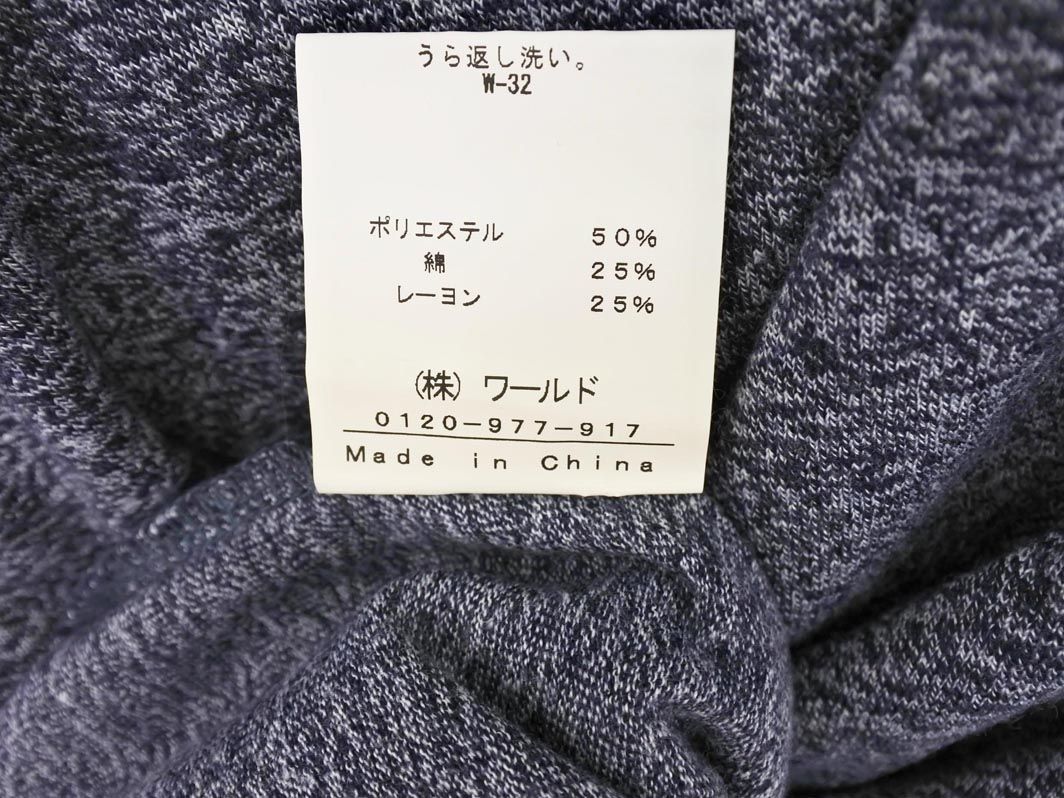 うら返し洗い。
W-32
ポリエステル 50%
綿 25%
レーヨン 25%
(株)ワールド
0120-977-917
Made in China